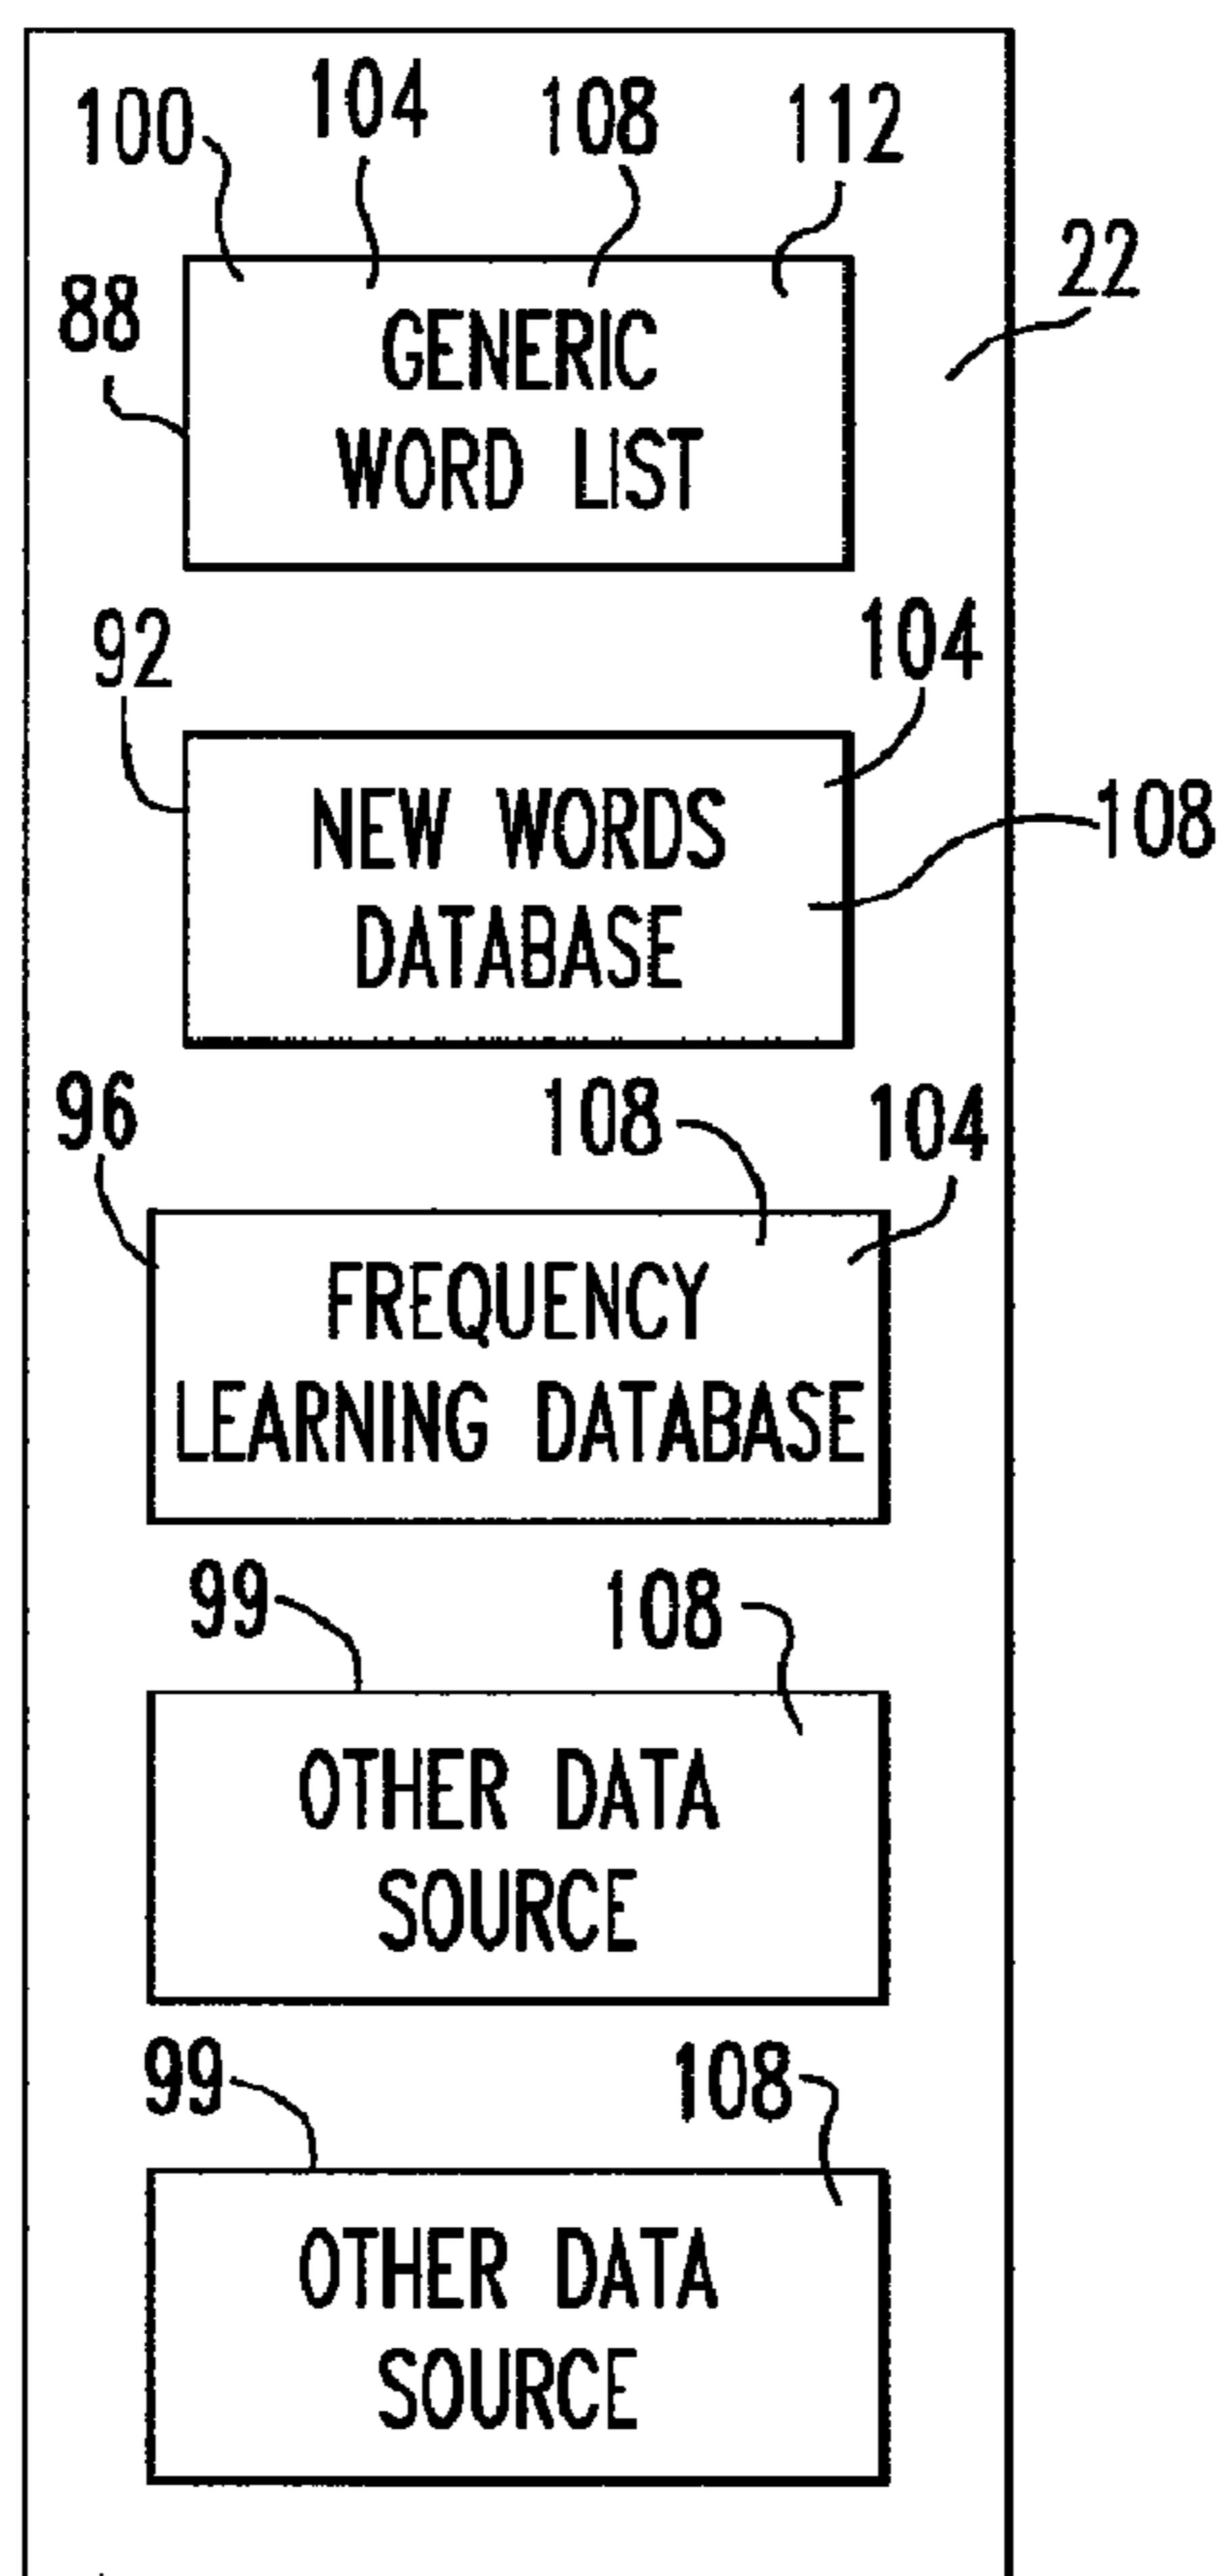 100 104 108 112
22
88
GENERIC
WORD LIST
92
104
108
NEW WORDS
DATABASE
96
108
104
FREQUENCY
LEARNING DATABASE
99
108
OTHER DATA
SOURCE
99
108
OTHER DATA
SOURCE